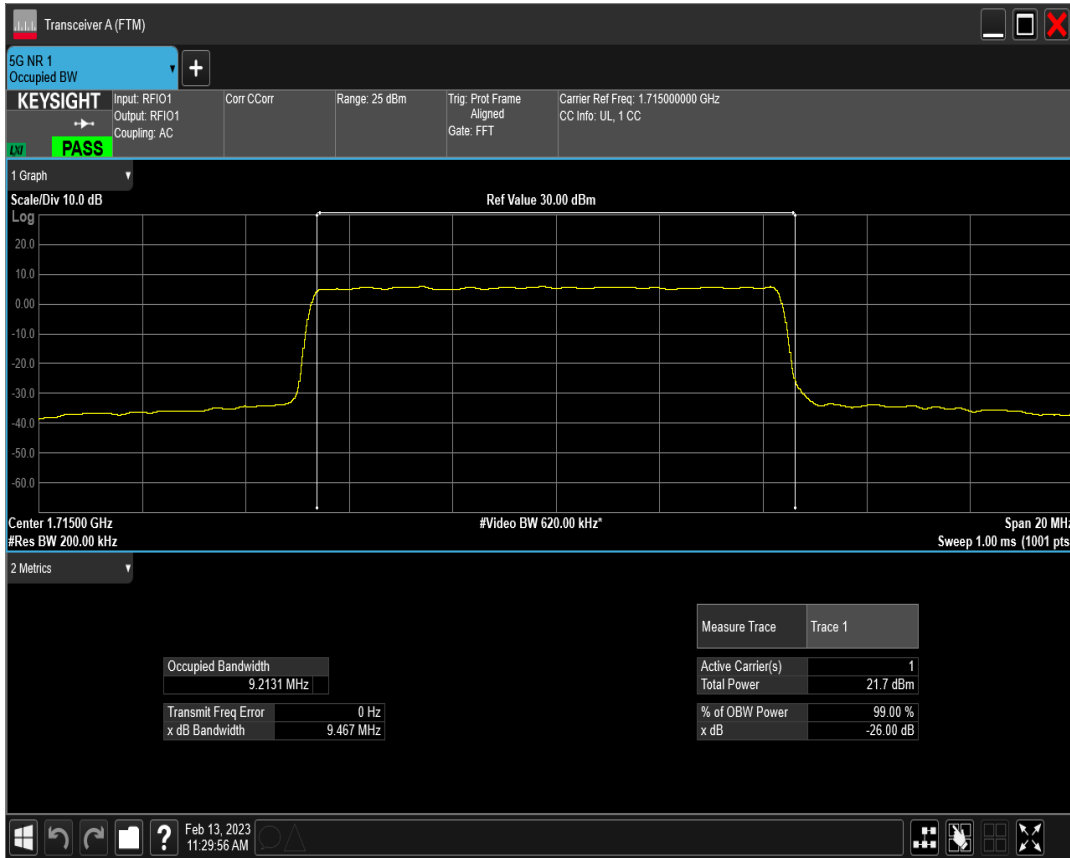 Transceiver A (FTM)
5G NR 1
Occupied BW
+
KEYSIGHT
Input: RFIO1
Output: RFIO1
Coupling: AC
Corr CCorr
Range: 25 dBm
Trig: Prot Frame
Aligned
Gate: FFT
Carrier Ref Freq: 1.715000000 GHz
CC Info: UL, 1 CC
LXI
PASS
1 Graph
Scale/Div 10.0 dB
Ref Value 30.00 dBm
Log
20.0
10.0
0.00
-10.0
-20.0
-30.0
-40.0
-50.0
-60.0
Center 1.71500 GHz
#Video BW 620.00 kHz*
Span 20 MHz
#Res BW 200.00 kHz
Sweep 1.00 ms (1001 pts
2 Metrics
Measure Trace Trace 1
Occupied Bandwidth
9.2131 MHz
Active Carrier(s) 1
Total Power 21.7 dBm
Transmit Freq Error 0 Hz
x dB Bandwidth 9.467 MHz
% of OBW Power 99.00 %
x dB -26.00 dB
?
Feb 13, 2023
11:29:56 AM